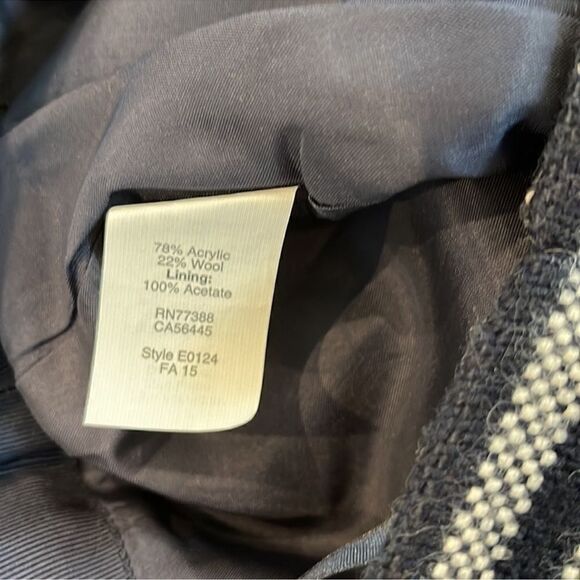 78% Acrylic
22% Wool
Lining:
100% Acetate
RN77388
CA56445
Style E0124
FA 15